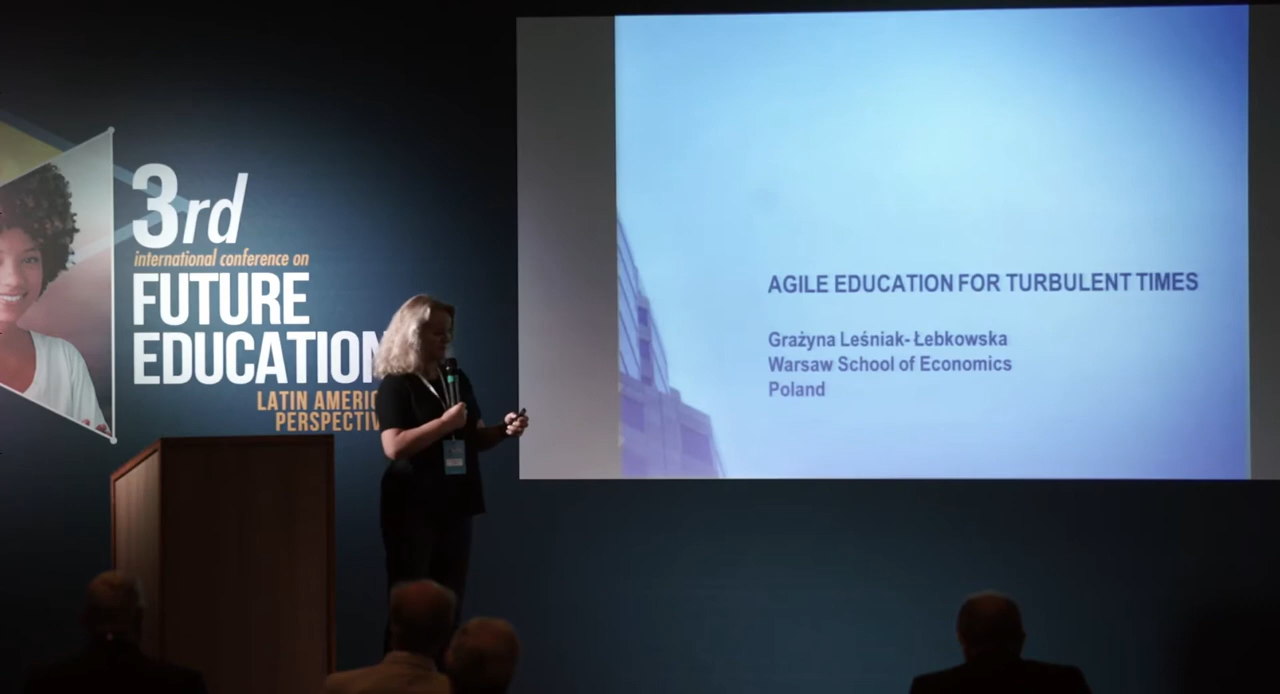 3rd
international conference on
FUTURE
EDUCATION
LATIN AMERIC
PERSPECTIV
AGILE EDUCATION FOR TURBULENT TIMES
Grażyna Leśniak- Łebkowska
Warsaw School of Economics
Poland